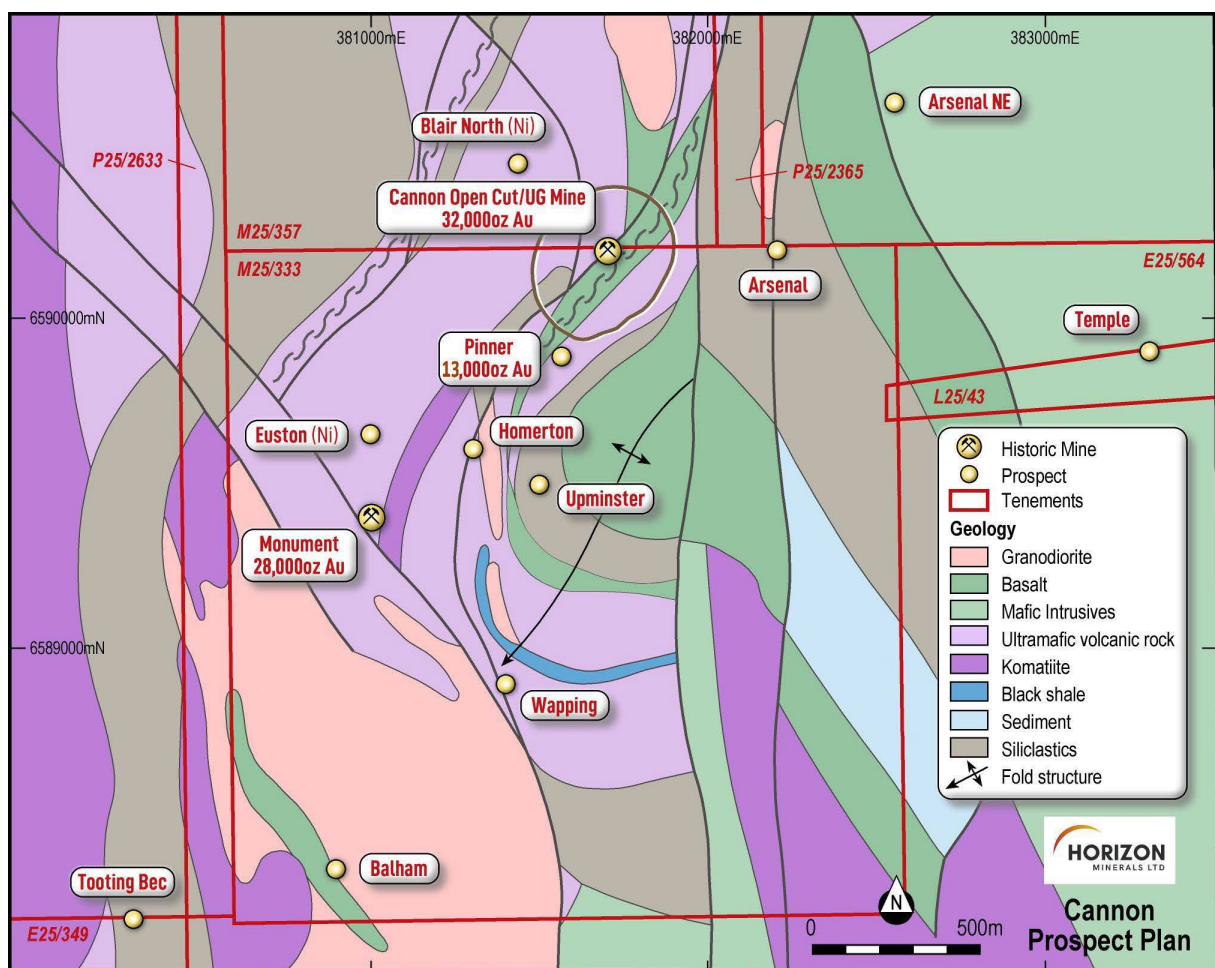 381000mE
382000mE
383000mE
Arsenal NE
Blair North (Ni)
P25/2633
P25/2365
Cannon Open Cut/UG Mine
32,000oz Au
M25/357
M25/333
E25/564
Arsenal
6590000mN
Temple
Pinner
13,000oz Au
L25/43
Euston (Ni)
Homerton
Upminster
Monument
28,000oz Au
Historic Mine
Prospect
Tenements
Geology
Granodiorite
Basalt
Mafic Intrusives
Ultramafic volcanic rock
Komatiite
Black shale
Sediment
Siliclastics
Fold structure
6589000mN
Wapping
HORIZON
MINERALS LTD
Balham
Tooting Bec
E25/349
N
0
500m
Cannon
Prospect Plan